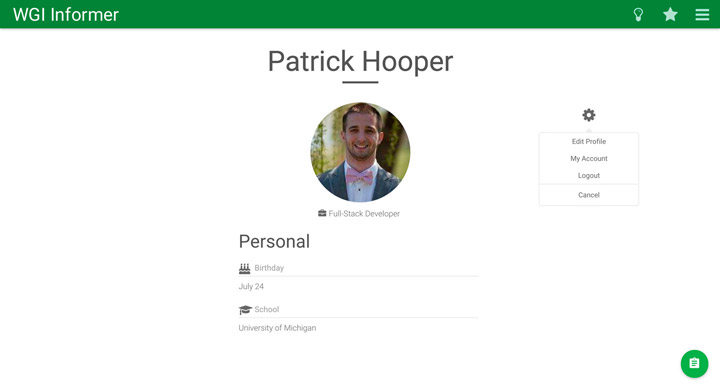 WGI Informer
Patrick Hooper
Edit Profile
My Account
Logout
Cancel
Full-Stack Developer
Personal
Birthday
July 24
School
University of Michigan